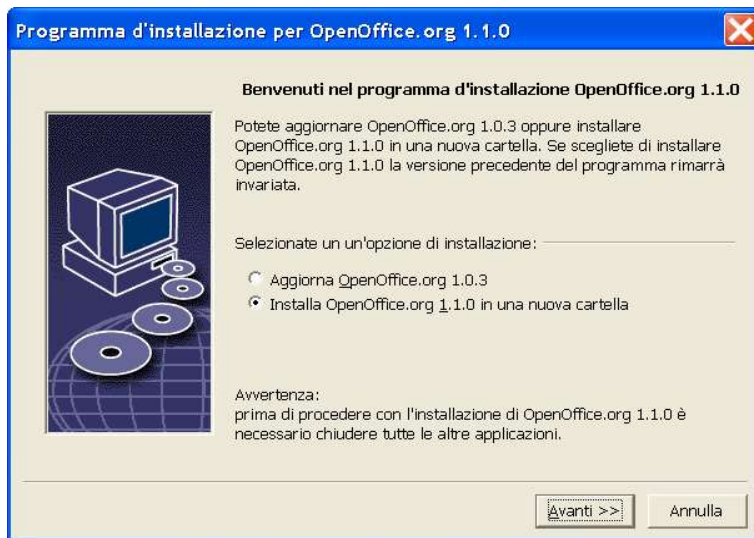 Programma d'installazione per OpenOffice.org 1.1.0
Benvenuti nel programma d'installazione OpenOffice.org 1.1.0
Potete aggiornare OpenOffice.org 1.0.3 oppure installare
OpenOffice.org 1.1.0 in una nuova cartella. Se scegliete di installare
OpenOffice.org 1.1.0 la versione precedente del programma rimarrà
invariata.
Selezionate un un'opzione di installazione:
Aggiorna OpenOffice.org 1.0.3
Installa OpenOffice.org 1.1.0 in una nuova cartella
Avvertenza:
prima di procedere con l'installazione di OpenOffice.org 1.1.0 è
necessario chiudere tutte le altre applicazioni.
Avanti >>
Annulla